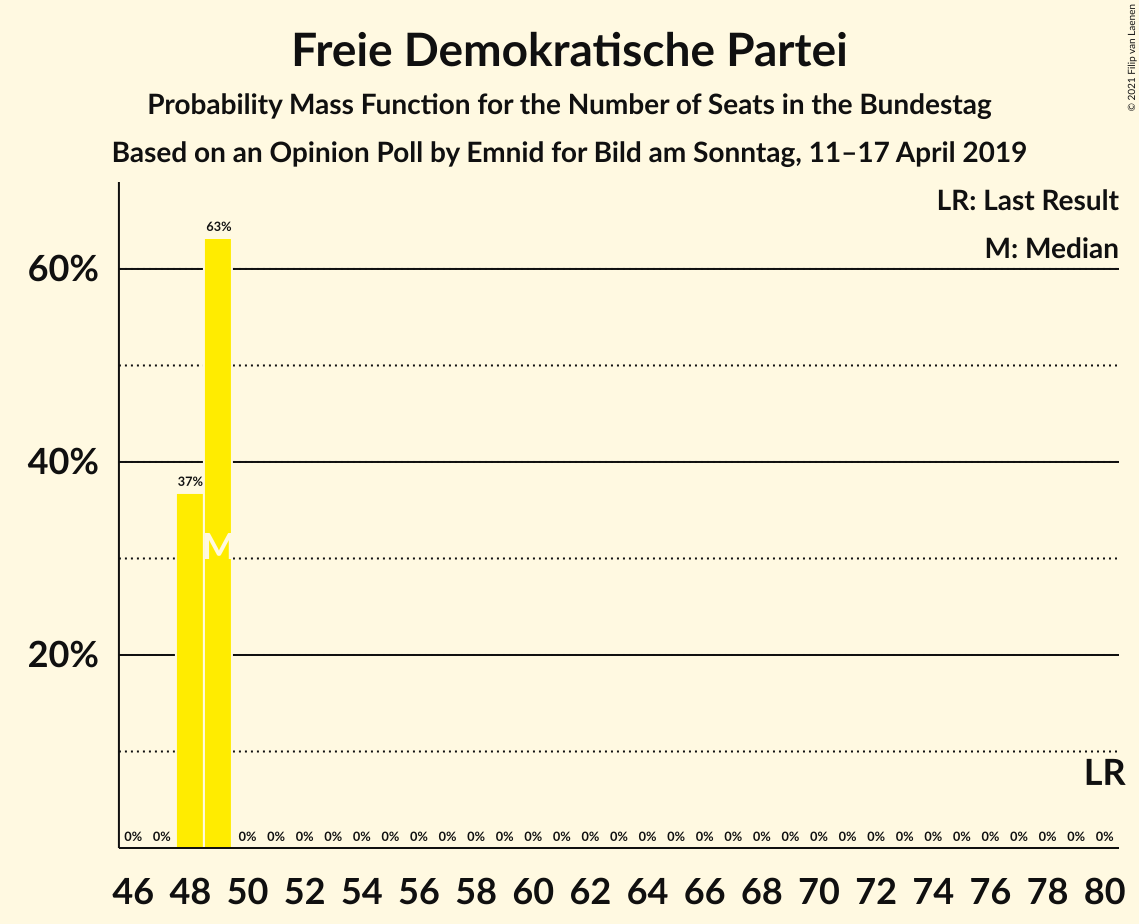 Freie Demokratische Partei
Probability Mass Function for the Number of Seats in the Bundestag
Based on an Opinion Poll by Emnid for Bild am Sonntag, 11–17 April 2019
© 2021 Filip van Laenen
LR: Last Result
M: Median
63%
60%
40%
37%
M
20%
LR
0% 0% 0% 0% 0% 0% 0% 0% 0% 0% 0% 0% 0% 0% 0% 0% 0% 0% 0% 0% 0% 0% 0% 0% 0% 0% 0% 0% 0% 0% 0% 0% 0%
46 48 50 52 54 56 58 60 62 64 66 68 70 72 74 76 78 80